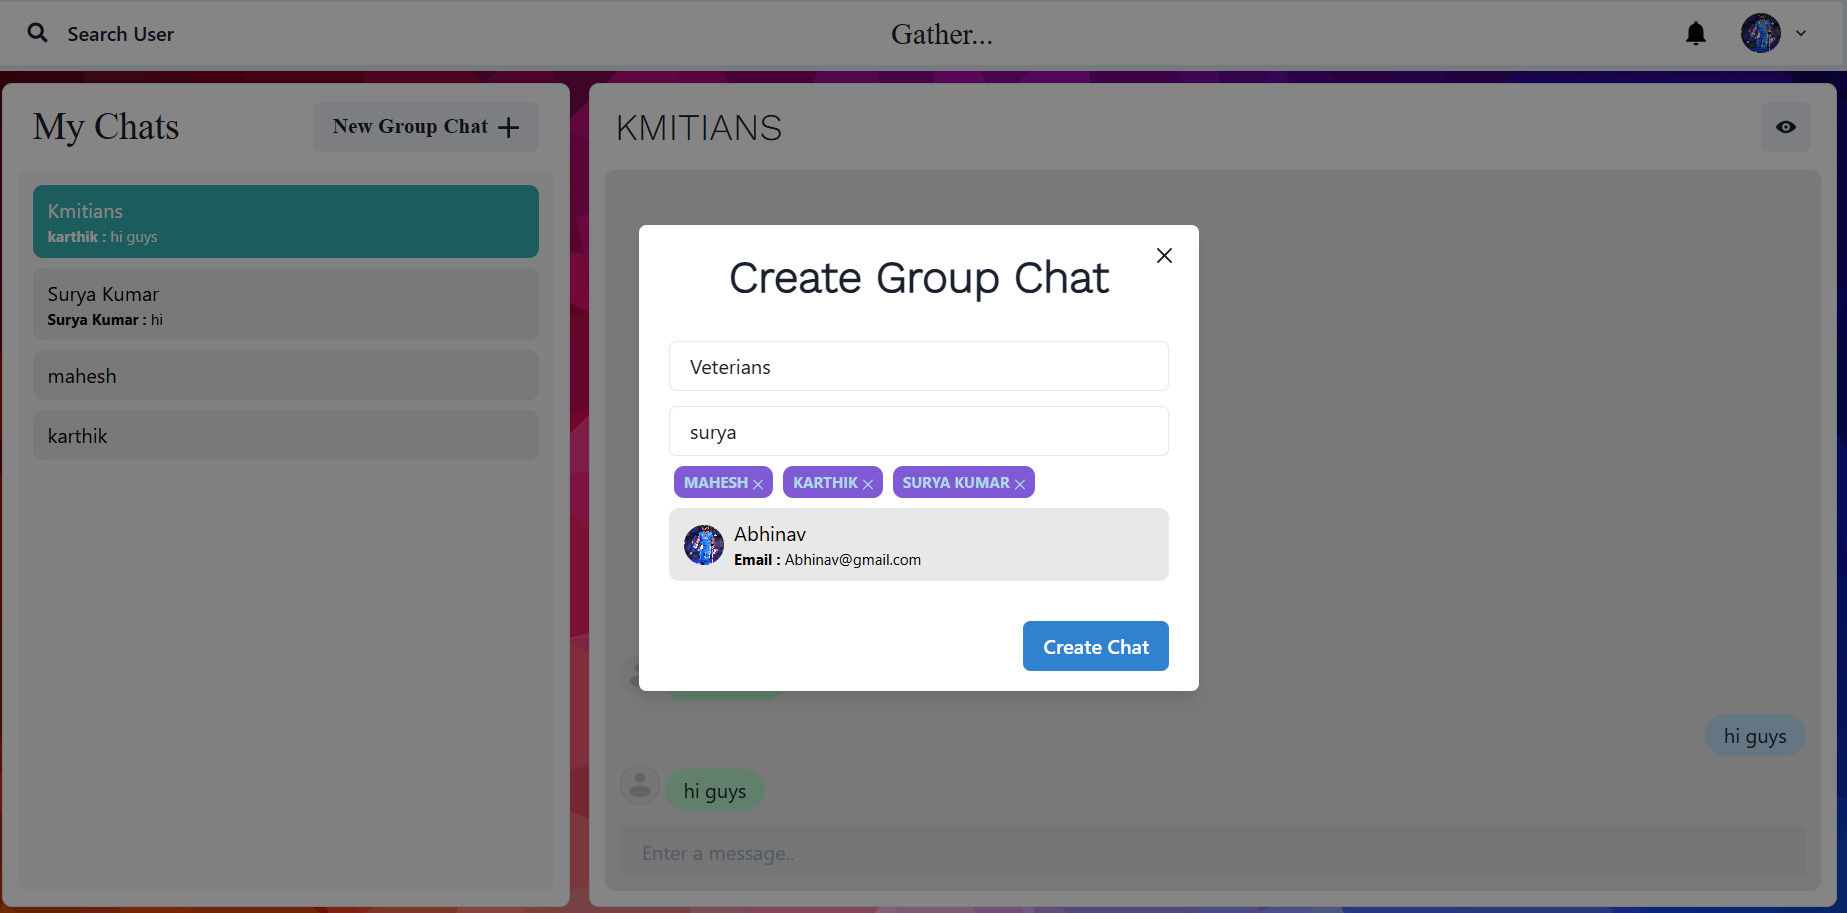 Search User
Gather...
My Chats
New Group Chat
Kmitians
karthik : hi guys
Surya Kumar
Surya Kumar : hi
mahesh
karthik
KMITIANS
Create Group Chat
Veterians
surya
MAHESH
KARTHIK
SURYA KUMAR
Abhinav
Email : Abhinav@gmail.com
Create Chat
hi guys
hi guys
Enter a message..